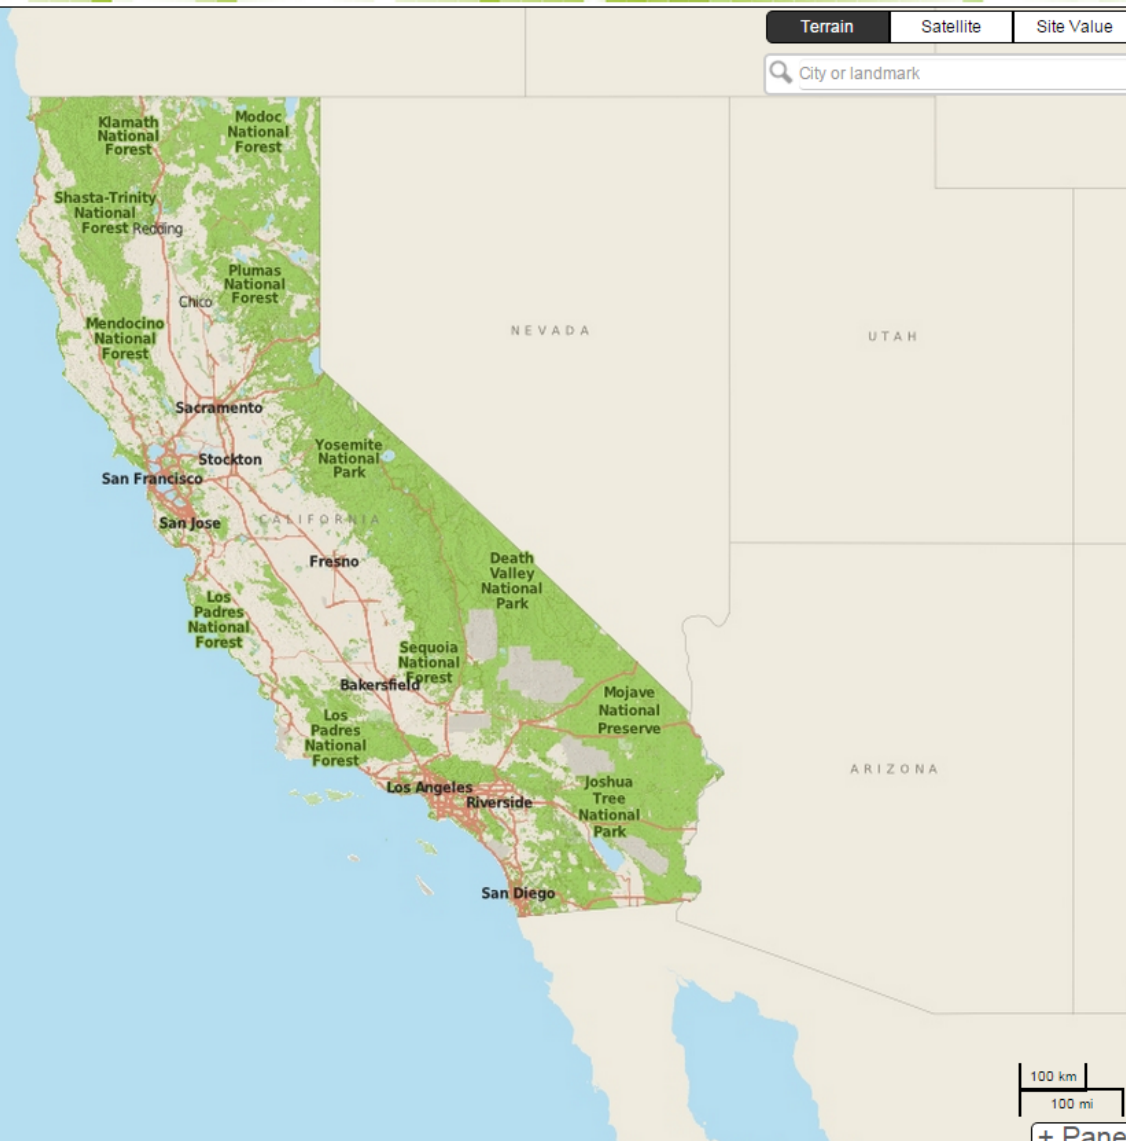 Terrain
Satellite
Site Value
City or landmark
Klamath
National
Forest
Modoc
National
Forest
Shasta-Trinity
National
Forest
Redding
Plumas
National
Forest
Chico
Mendocino
National
Forest
NEVADA
UTAH
Sacramento
Yosemite
National
Park
Stockton
San Francisco
San Jose
CALIFORNIA
Fresno
Death
Valley
National
Park
Los
Padres
National
Forest
Sequoia
National
Forest
Bakersfield
Mojave
National
Preserve
Los
Padres
National
Forest
ARIZONA
Los Angeles
Riverside
Joshua
Tree
National
Park
San Diego
100 km
100 mi
+ Pane